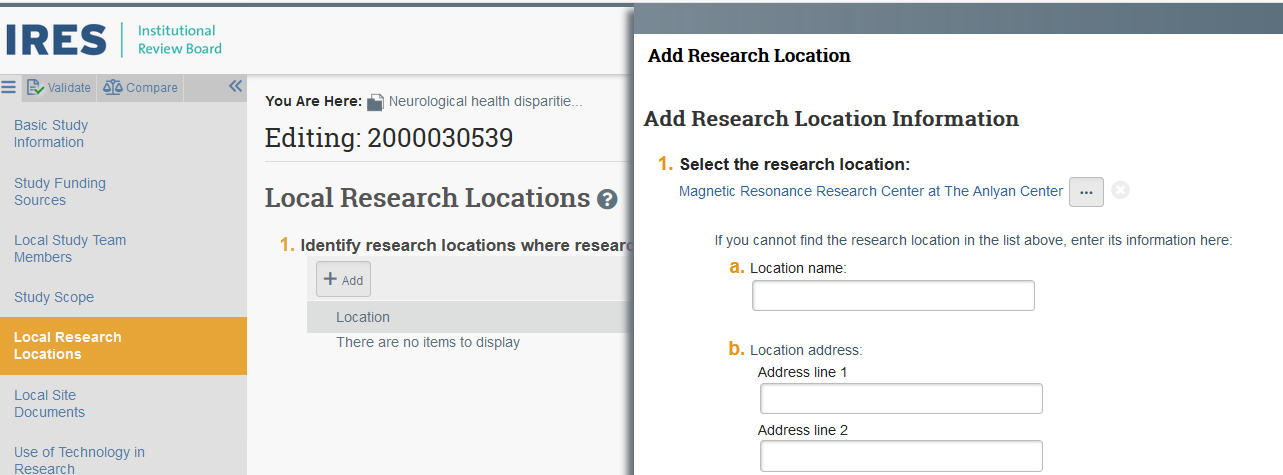 IRES
Institutional
Review Board
Validate
Compare
Basic Study
Information
Study Funding
Sources
Local Study Team
Members
Study Scope
Local Research
Locations
Local Site
Documents
Use of Technology in
Research
You Are Here: Neurological health disparitie...
Editing: 2000030539
Local Research Locations ?
1. Identify research locations where researc
+ Add
Location
There are no items to display
Add Research Location
Add Research Location Information
1. Select the research location:
Magnetic Resonance Research Center at The Anlyan Center ...
If you cannot find the research location in the list above, enter its information here:
a. Location name:
b. Location address:
Address line 1
Address line 2